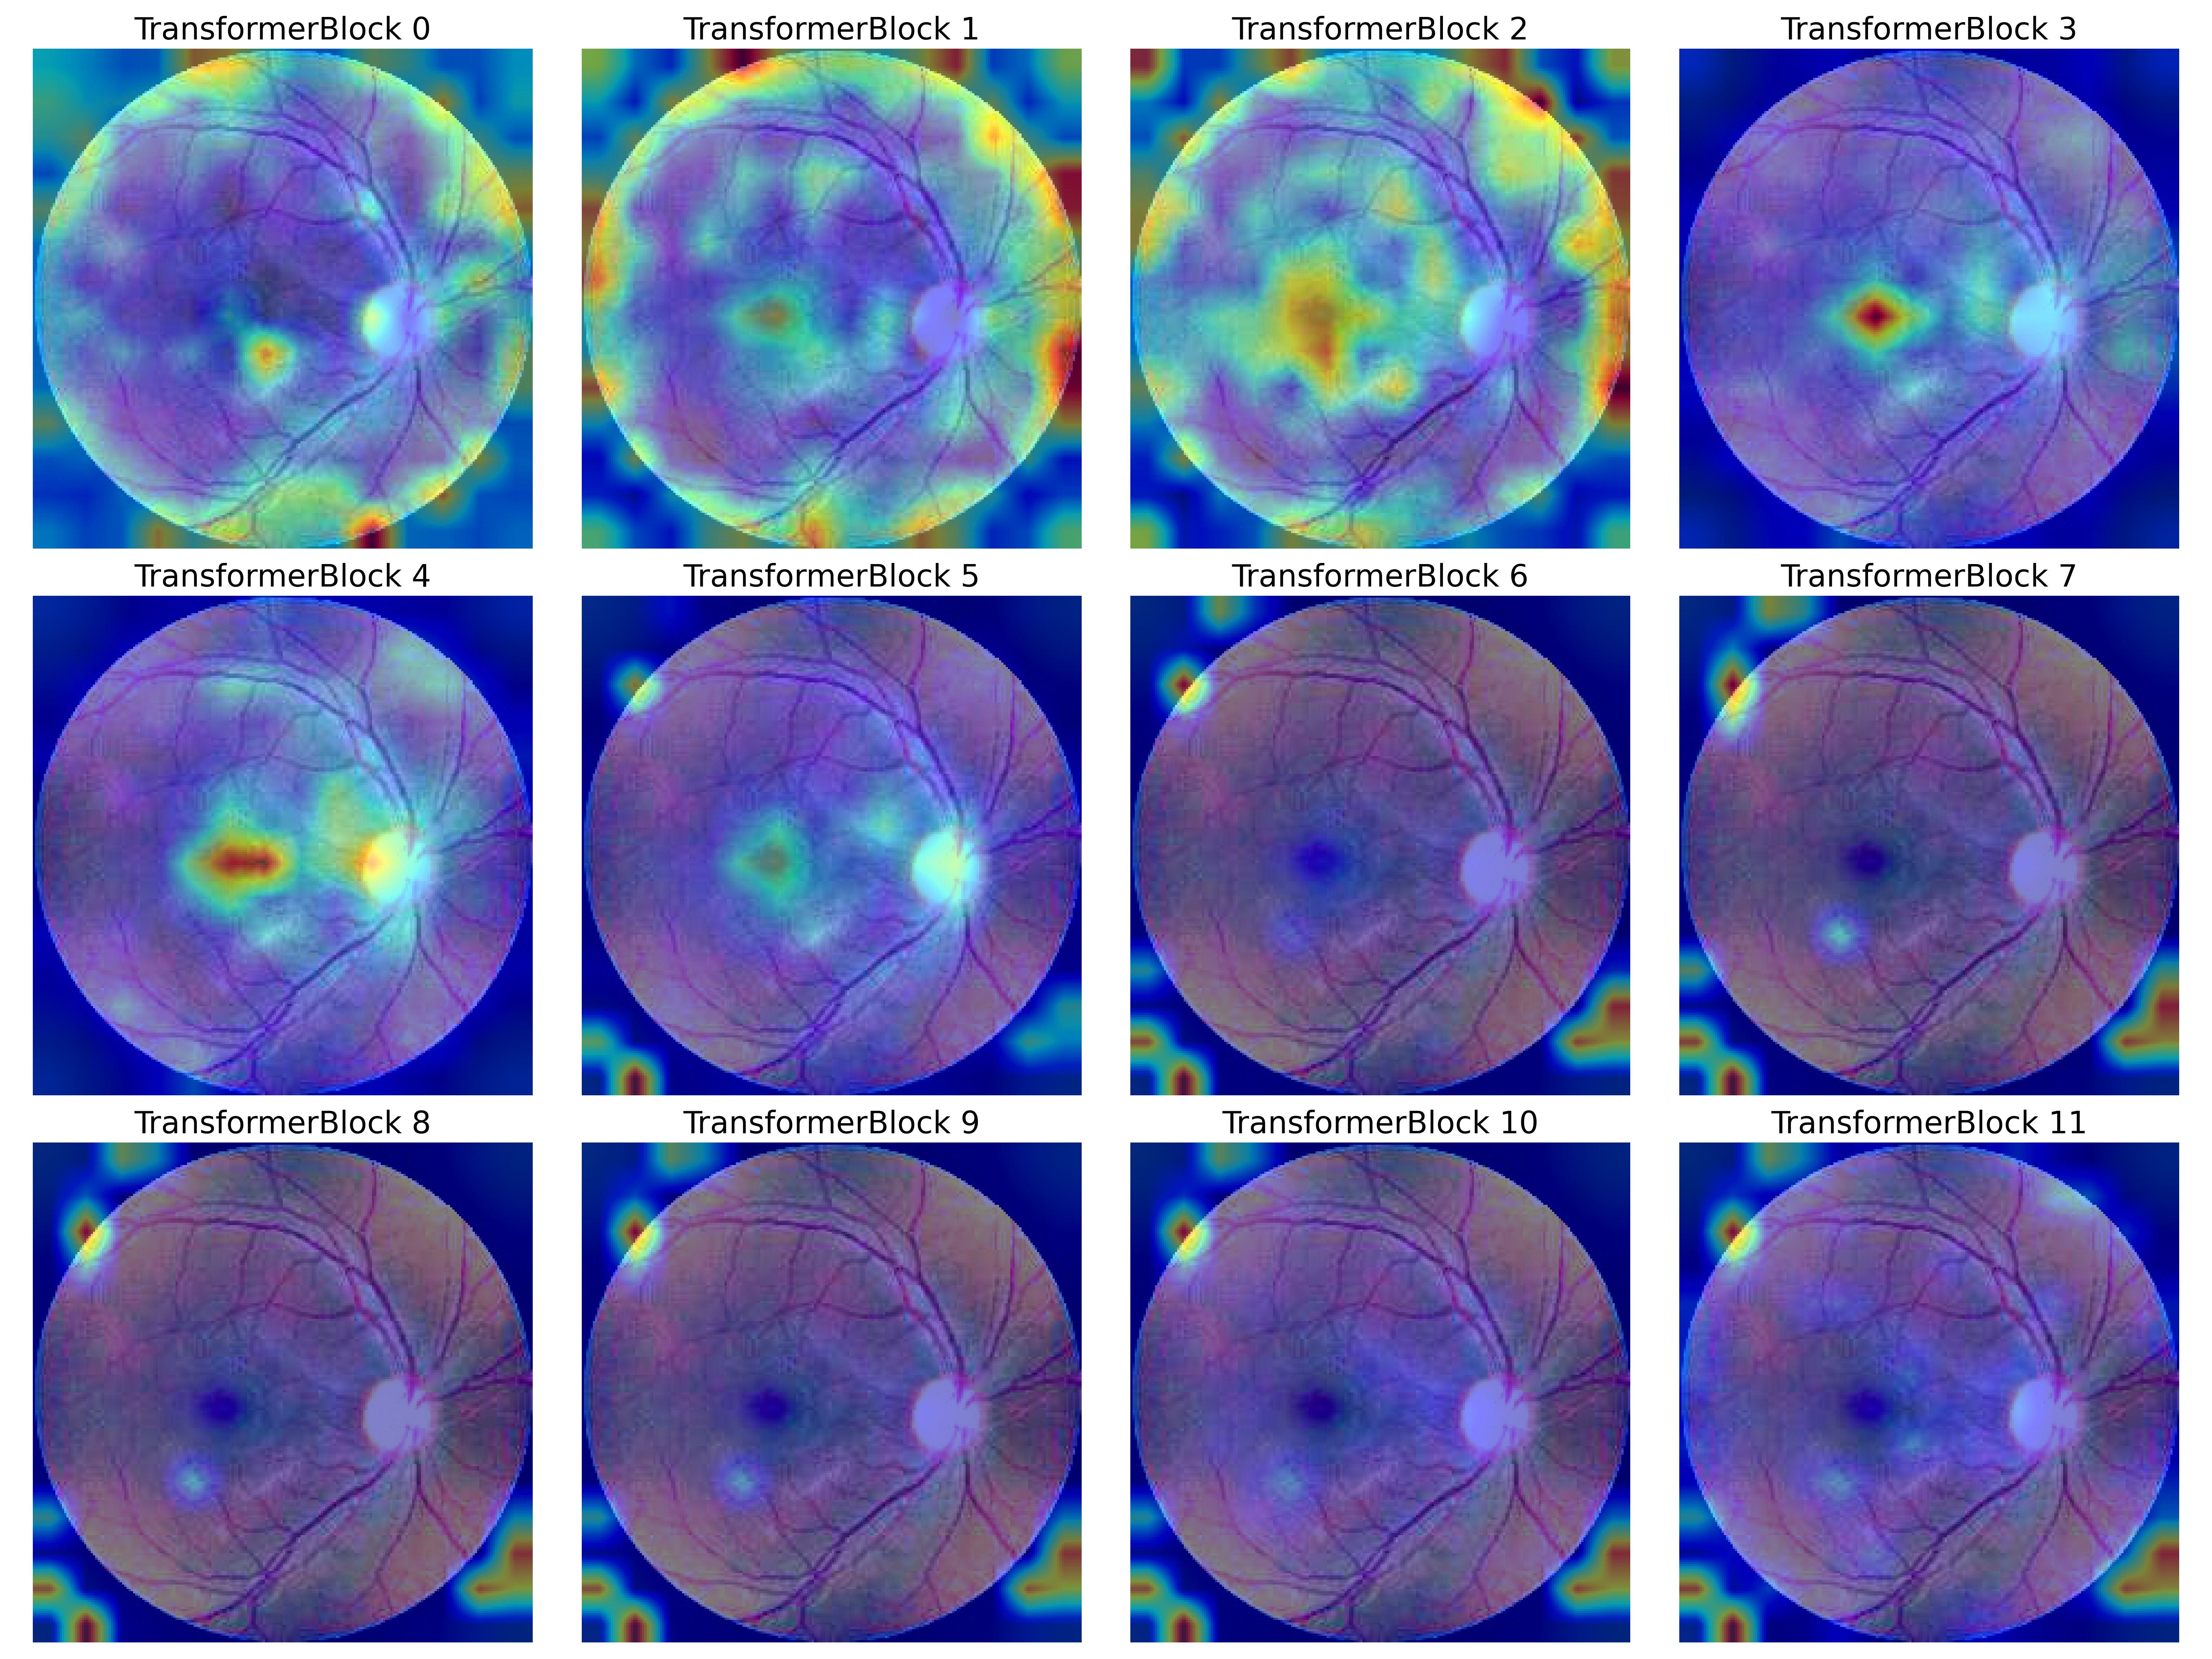 TransformerBlock 0
TransformerBlock 1
TransformerBlock 2
TransformerBlock 3
TransformerBlock 4
TransformerBlock 5
TransformerBlock 6
TransformerBlock 7
TransformerBlock 8
TransformerBlock 9
TransformerBlock 10
TransformerBlock 11